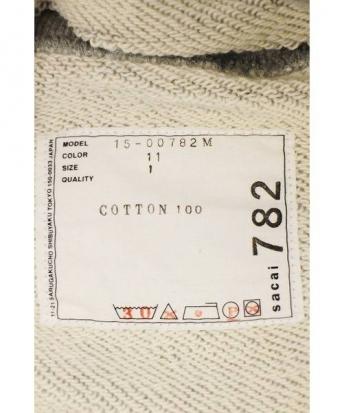 MODEL 15-00782M
COLOR 11
SIZE 1
QUALITY
COTTON 100
30 P
sacai 782
11-21 SARUGAKUCHO SHIBUYAKU TOKYO 150-0033 JAPAN